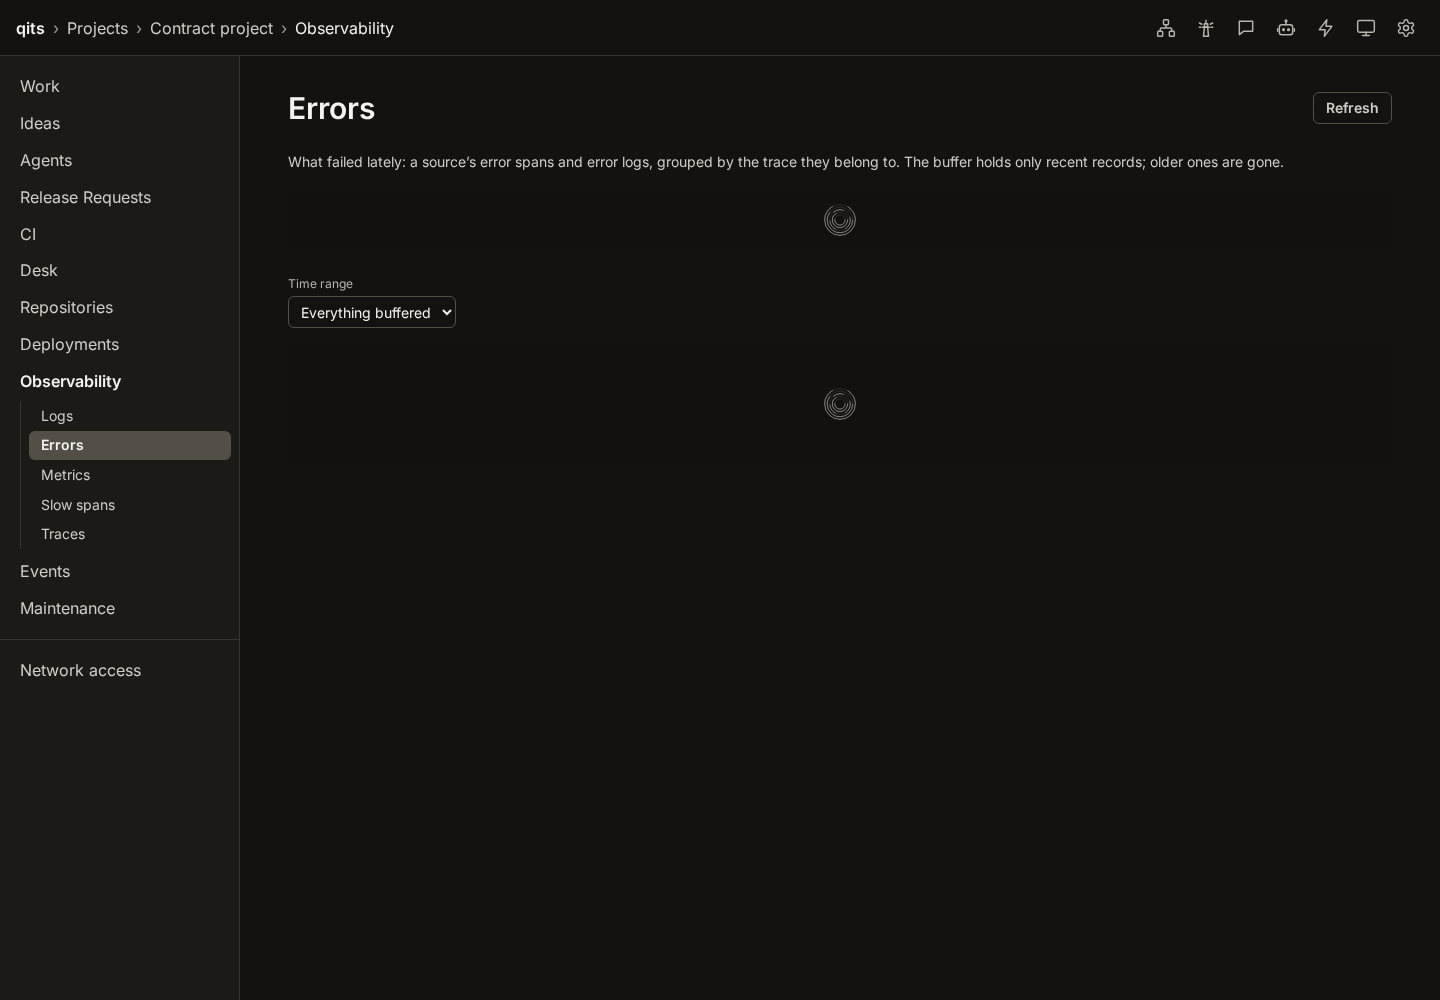 qits › Projects › Contract project › Observability
Work
Ideas
Agents
Release Requests
CI
Desk
Repositories
Deployments
Observability
Logs
Errors
Metrics
Slow spans
Traces
Events
Maintenance
Network access
Errors
Refresh
What failed lately: a source’s error spans and error logs, grouped by the trace they belong to. The buffer holds only recent records; older ones are gone.
Time range
Everything buffered